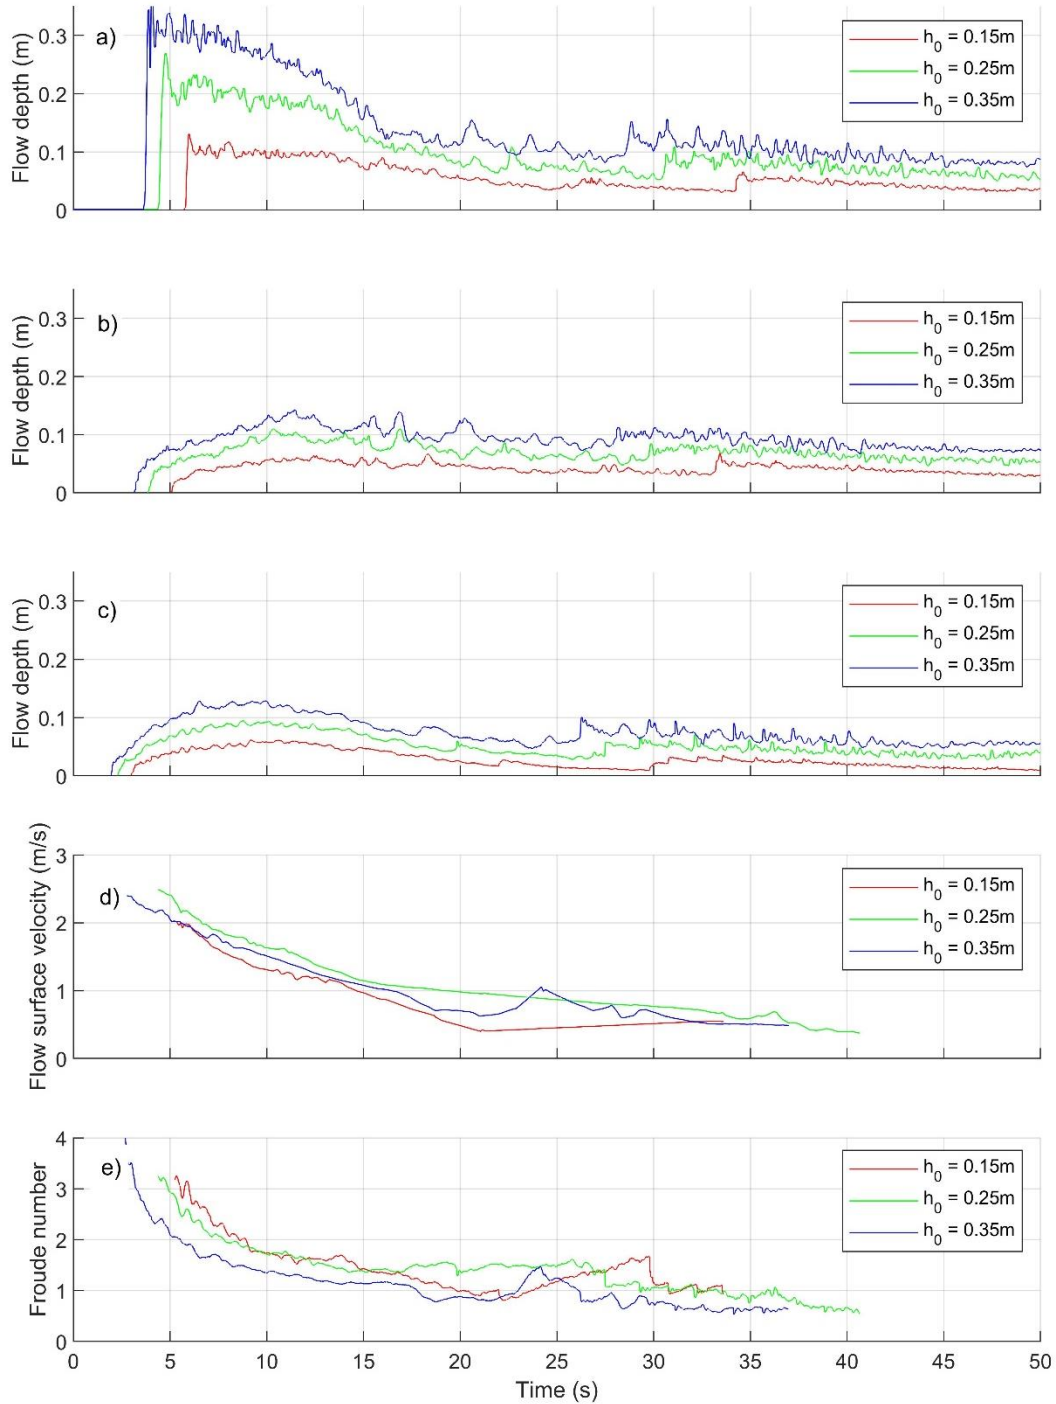 a)
Flow depth (m)
0.3
0.2
0.1
0
h0 = 0.15m
h0 = 0.25m
h0 = 0.35m
b)
Flow depth (m)
0.3
0.2
0.1
0
h0 = 0.15m
h0 = 0.25m
h0 = 0.35m
c)
Flow depth (m)
0.3
0.2
0.1
0
h0 = 0.15m
h0 = 0.25m
h0 = 0.35m
d)
Flow surface velocity (m/s)
3
2
1
0
h0 = 0.15m
h0 = 0.25m
h0 = 0.35m
e)
Froude number
4
3
2
1
0
h0 = 0.15m
h0 = 0.25m
h0 = 0.35m
0 5 10 15 20 25 30 35 40 45 50
Time (s)